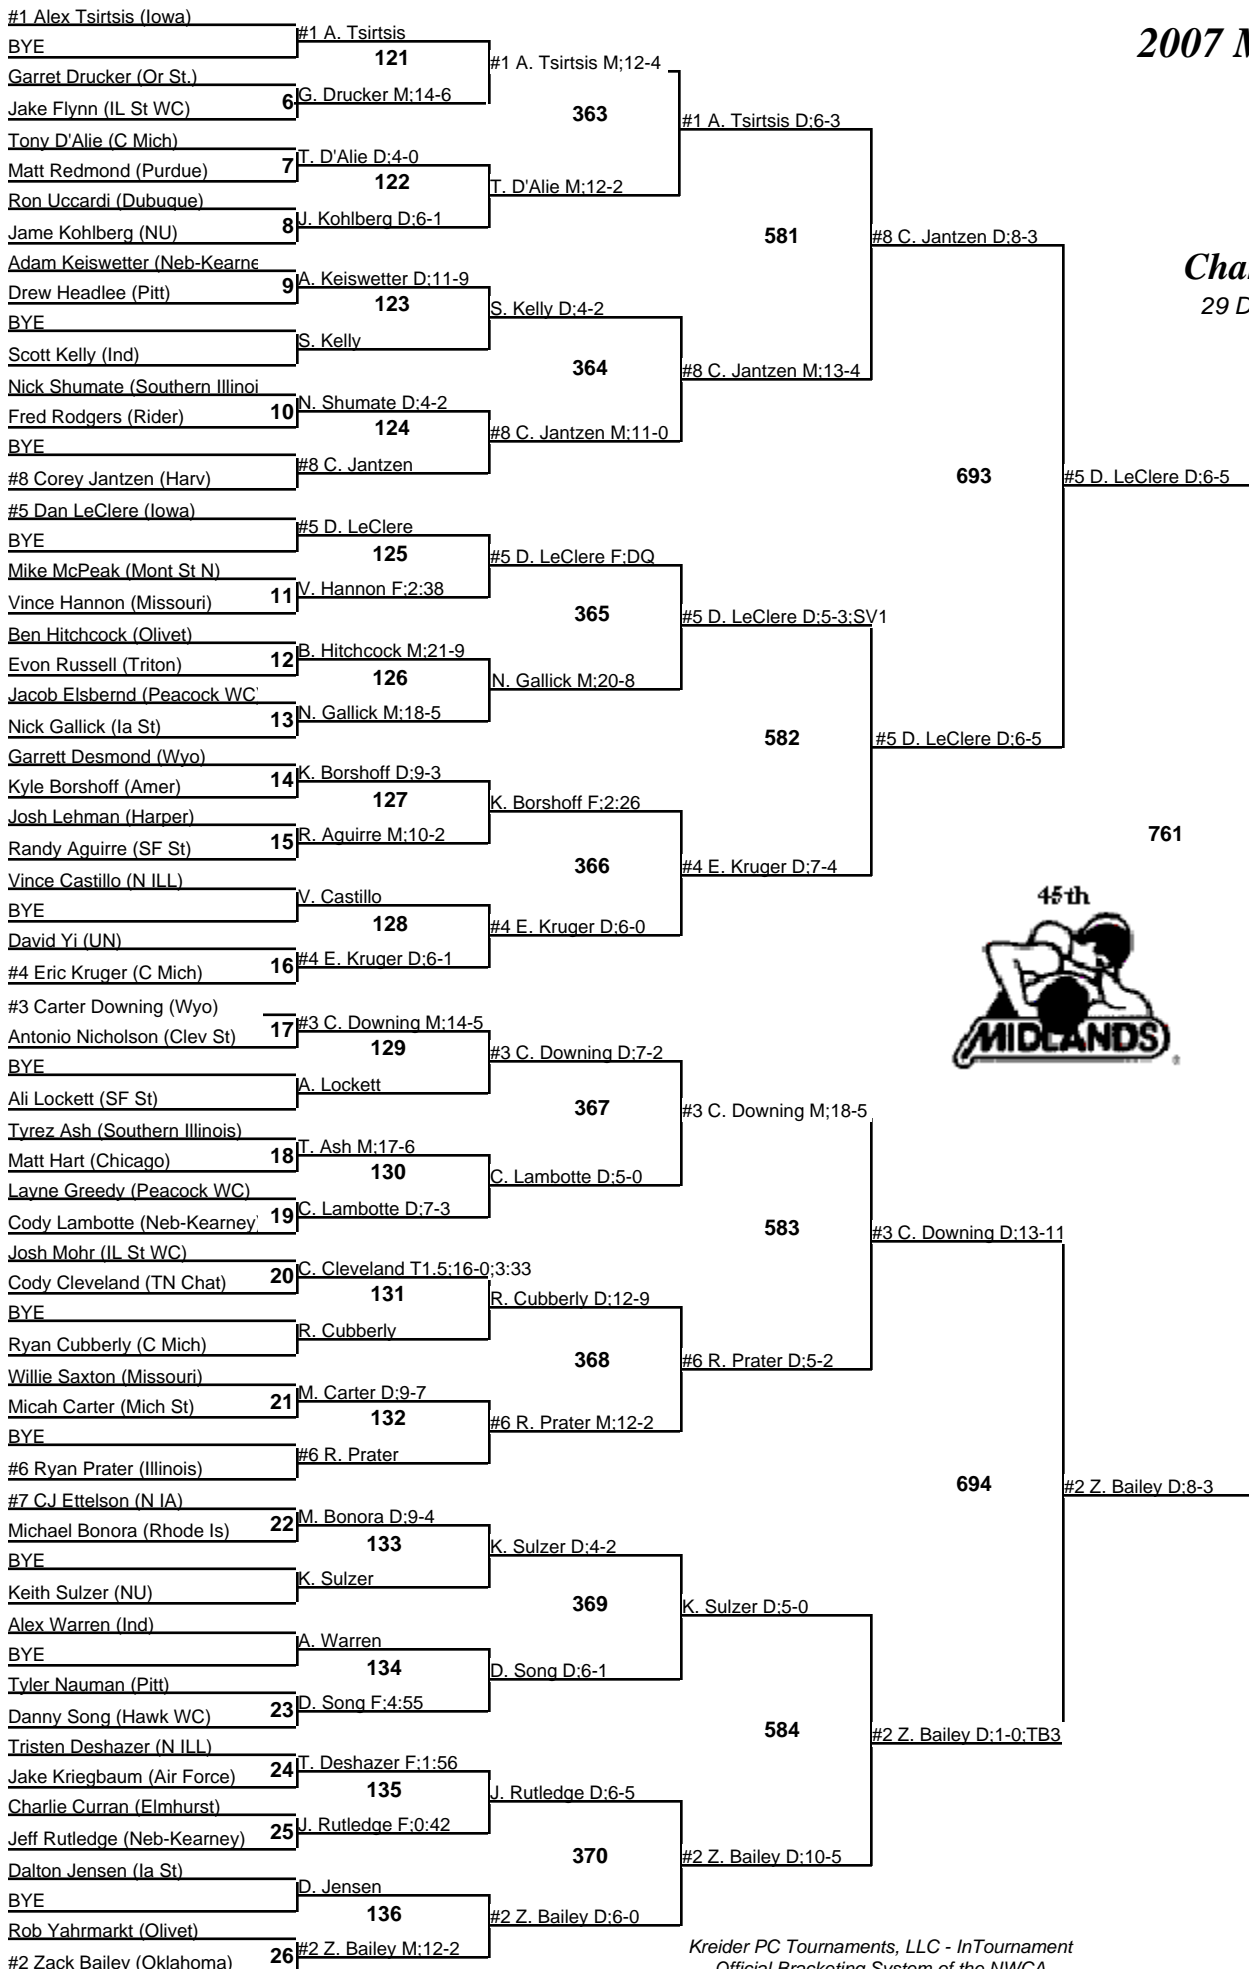 #1 Alex Tsirtsis (Iowa)
BYE
Garret Drucker (Or St.)
Jake Flynn (IL St WC)
Tony D'Alie (C Mich)
Matt Redmond (Purdue)
Ron Uccardi (Dubuque)
Jame Kohlberg (NU)
Adam Keiswetter (Neb-Kearne
Drew Headlee (Pitt)
BYE
Scott Kelly (Ind)
Nick Shumate (Southern Illinoi
Fred Rodgers (Rider)
BYE
#8 Corey Jantzen (Harv)
#5 Dan LeClere (Iowa)
BYE
Mike McPeak (Mont St N)
Vince Hannon (Missouri)
Ben Hitchcock (Olivet)
Evon Russell (Triton)
Jacob Elsbernd (Peacock WC)
Nick Gallick (Ia St)
Garrett Desmond (Wyo)
Kyle Borshoff (Amer)
Josh Lehman (Harper)
Randy Aguirre (SF St)
Vince Castillo (N ILL)
BYE
David Yi (UN)
#4 Eric Kruger (C Mich)
#3 Carter Downing (Wyo)
Antonio Nicholson (Clev St)
BYE
Ali Lockett (SF St)
Tyrez Ash (Southern Illinois)
Matt Hart (Chicago)
Layne Greedy (Peacock WC)
Cody Lambotte (Neb-Kearney)
Josh Mohr (IL St WC)
Cody Cleveland (TN Chat)
BYE
Ryan Cubberly (C Mich)
Willie Saxton (Missouri)
Micah Carter (Mich St)
BYE
#6 Ryan Prater (Illinois)
#7 CJ Ettelson (N IA)
Michael Bonora (Rhode Is)
BYE
Keith Sulzer (NU)
Alex Warren (Ind)
BYE
Tyler Nauman (Pitt)
Danny Song (Hawk WC)
Tristen Deshazer (N ILL)
Jake Kriegbaum (Air Force)
Charlie Curran (Elmhurst)
Jeff Rutledge (Neb-Kearney)
Dalton Jensen (Ia St)
BYE
Rob Yahrmarkt (Olivet)
#2 Zack Bailey (Oklahoma)
6
7
8
9
10
11
12
13
14
15
16
17
18
19
20
21
22
23
24
25
26
#1 A. Tsirtsis
121
G. Drucker M;14-6
T. D'Alie D;4-0
122
J. Kohlberg D;6-1
A. Keiswetter D;11-9
123
S. Kelly
N. Shumate D;4-2
124
#8 C. Jantzen
#5 D. LeClere
125
V. Hannon F;2:38
B. Hitchcock M;21-9
126
N. Gallick M;18-5
K. Borshoff D;9-3
127
R. Aguirre M;10-2
V. Castillo
128
#4 E. Kruger D;6-1
#3 C. Downing M;14-5
129
A. Lockett
T. Ash M;17-6
130
C. Lambotte D;7-3
C. Cleveland T1.5;16-0;3:33
131
R. Cubberly
M. Carter D;9-7
132
#6 R. Prater
M. Bonora D;9-4
133
K. Sulzer
A. Warren
134
D. Song F;4:55
T. Deshazer F;1:56
135
J. Rutledge F;0:42
D. Jensen
136
#2 Z. Bailey M;12-2
#1 A. Tsirtsis M;12-4
363
T. D'Alie M;12-2
S. Kelly D;4-2
364
#8 C. Jantzen M;11-0
#5 D. LeClere F;DQ
365
N. Gallick M;20-8
K. Borshoff F;2:26
366
#4 E. Kruger D;6-0
#3 C. Downing D;7-2
367
C. Lambotte D;5-0
R. Cubberly D;12-9
368
#6 R. Prater M;12-2
K. Sulzer D;4-2
369
D. Song D;6-1
J. Rutledge D;6-5
370
#2 Z. Bailey D;6-0
#1 A. Tsirtsis D;6-3
581
#8 C. Jantzen M;13-4
#5 D. LeClere D;5-3;SV1
582
#4 E. Kruger D;7-4
#3 C. Downing M;18-5
583
#6 R. Prater D;5-2
K. Sulzer D;5-0
584
#2 Z. Bailey D;10-5
#8 C. Jantzen D;8-3
693
#5 D. LeClere D;6-5
#3 C. Downing D;13-11
694
#2 Z. Bailey D;1-0;TB3
#5 D. LeClere D;6-5
761
#2 Z. Bailey D;8-3
2007 M
Cha
29 D
45th
MIDLANDS
Kreider PC Tournaments, LLC - InTournament
Official Bracketing System of the NWCA